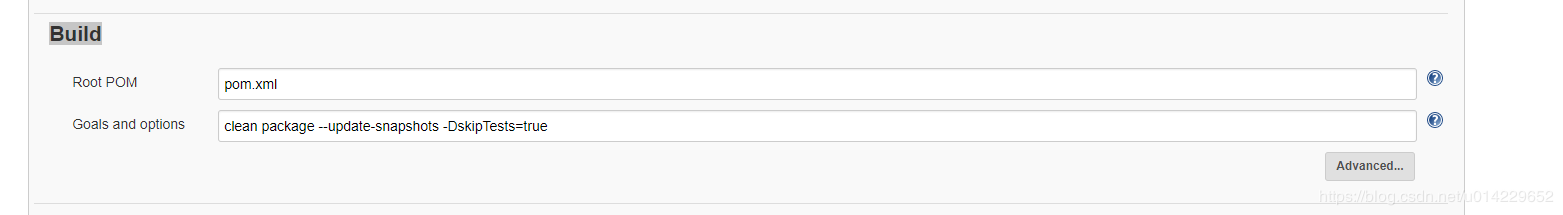 Build
Root POM
pom.xml
Goals and options
clean package --update-snapshots -DskipTests=true
Advanced...
https://blog.csdn.net/u014229652